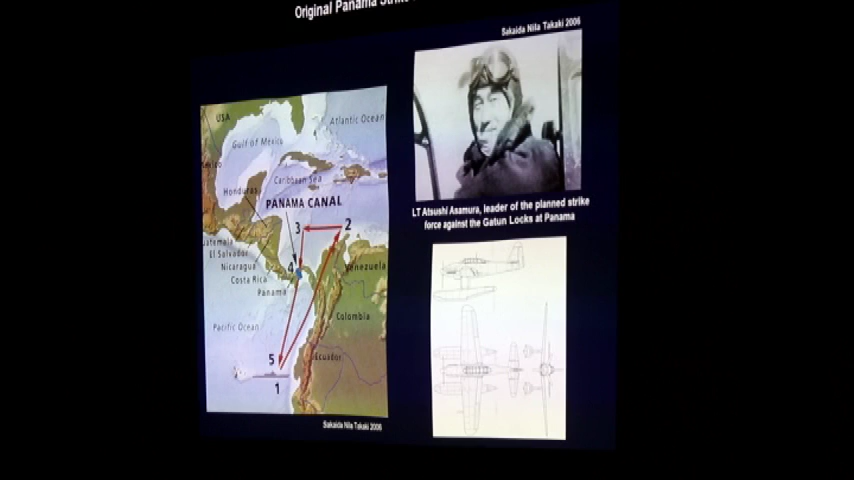 Original Panama Strike
Sakaida Nila Takaki 2006
USA
Atlantic Ocean
Gulf of Mexico
Mexico
Caribbean Sea
Honduras
PANAMA CANAL
3
2
Guatemala
El Salvador
4
Nicaragua
Venezuela
Costa Rica
Panama
Colombia
Pacific Ocean
5
Ecuador
1
LT Atsushi Asamura, leader of the planned strike
force against the Gatun Locks at Panama
Sakaida Nila Takaki 2006